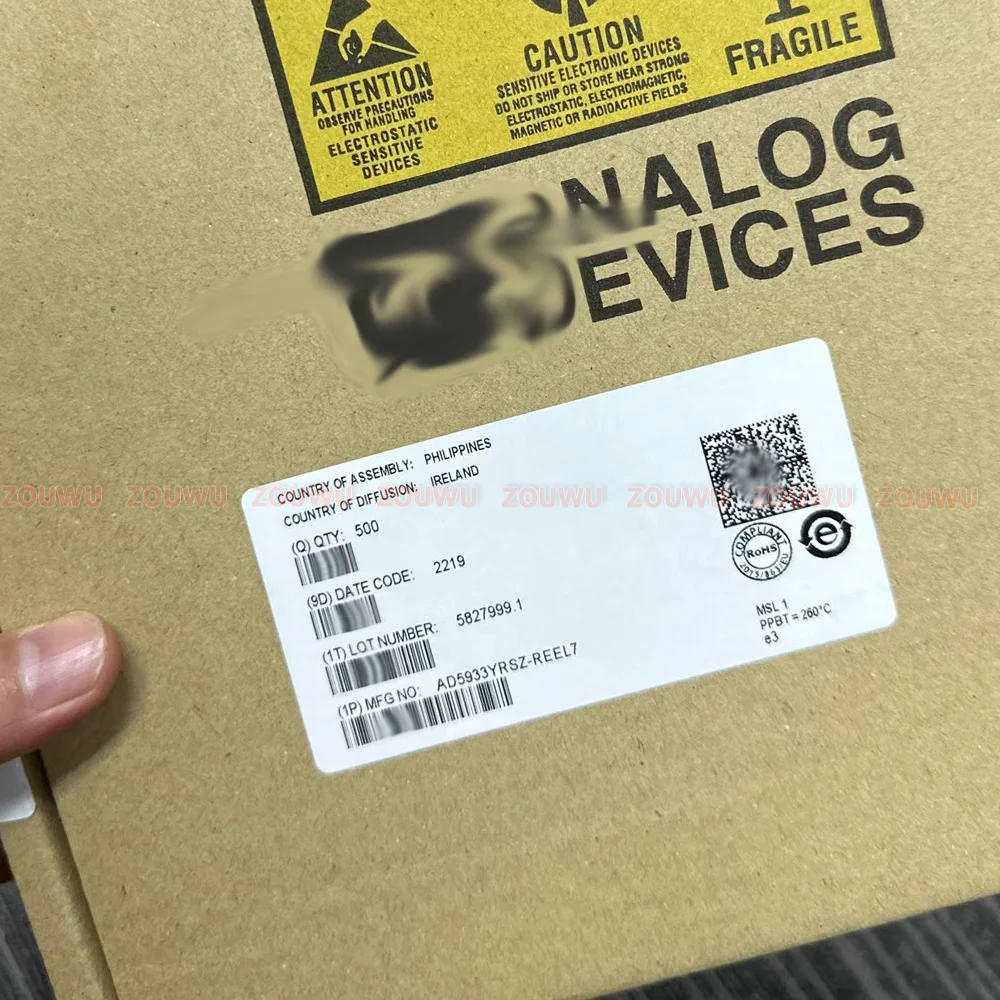 ATTENTION
OBSERVE PRECAUTIONS
FOR HANDLING
ELECTROSTATIC
SENSITIVE
DEVICES
CAUTION
SENSITIVE ELECTRONIC DEVICES
DO NOT SHIP OR STORE NEAR STRONG
ELECTROSTATIC, ELECTROMAGNETIC,
MAGNETIC OR RADIOACTIVE FIELDS
FRAGILE
NALOG
EVICES
COUNTRY OF ASSEMBLY: PHILIPPINES
COUNTRY OF DIFFUSION: IRELAND
ZOUWU ZOUWU ZOUWU ZOUWU ZOUWU ZOUWU ZOUWU ZOUWU
(Q) QTY: 500
(9D) DATE CODE: 2219
(1T) LOT NUMBER: 5827999.1
(1P) MFG NO: AD5933YRSZ-REEL7
COMPLIANT
RoHS
2015/863/EU
e
MSL 1
PPBT = 260°C
e3